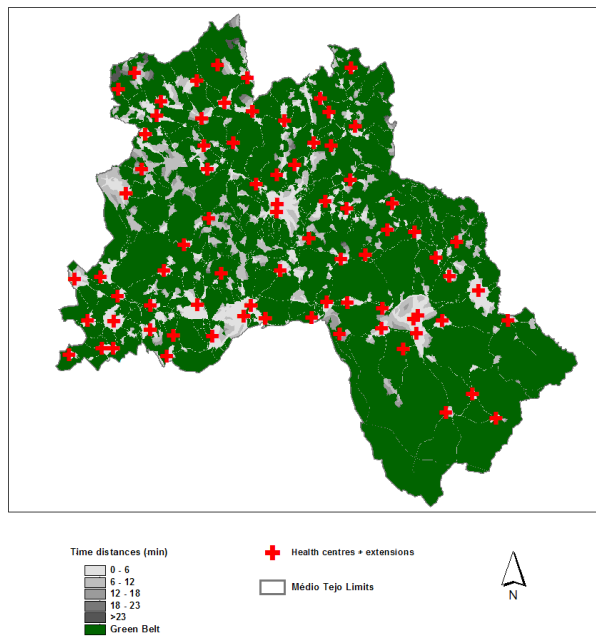 Time distances (min)
0 - 6
6 - 12
12 - 18
18 - 23
>23
Green Belt
Health centres + extensions
Médio Tejo Limits
N